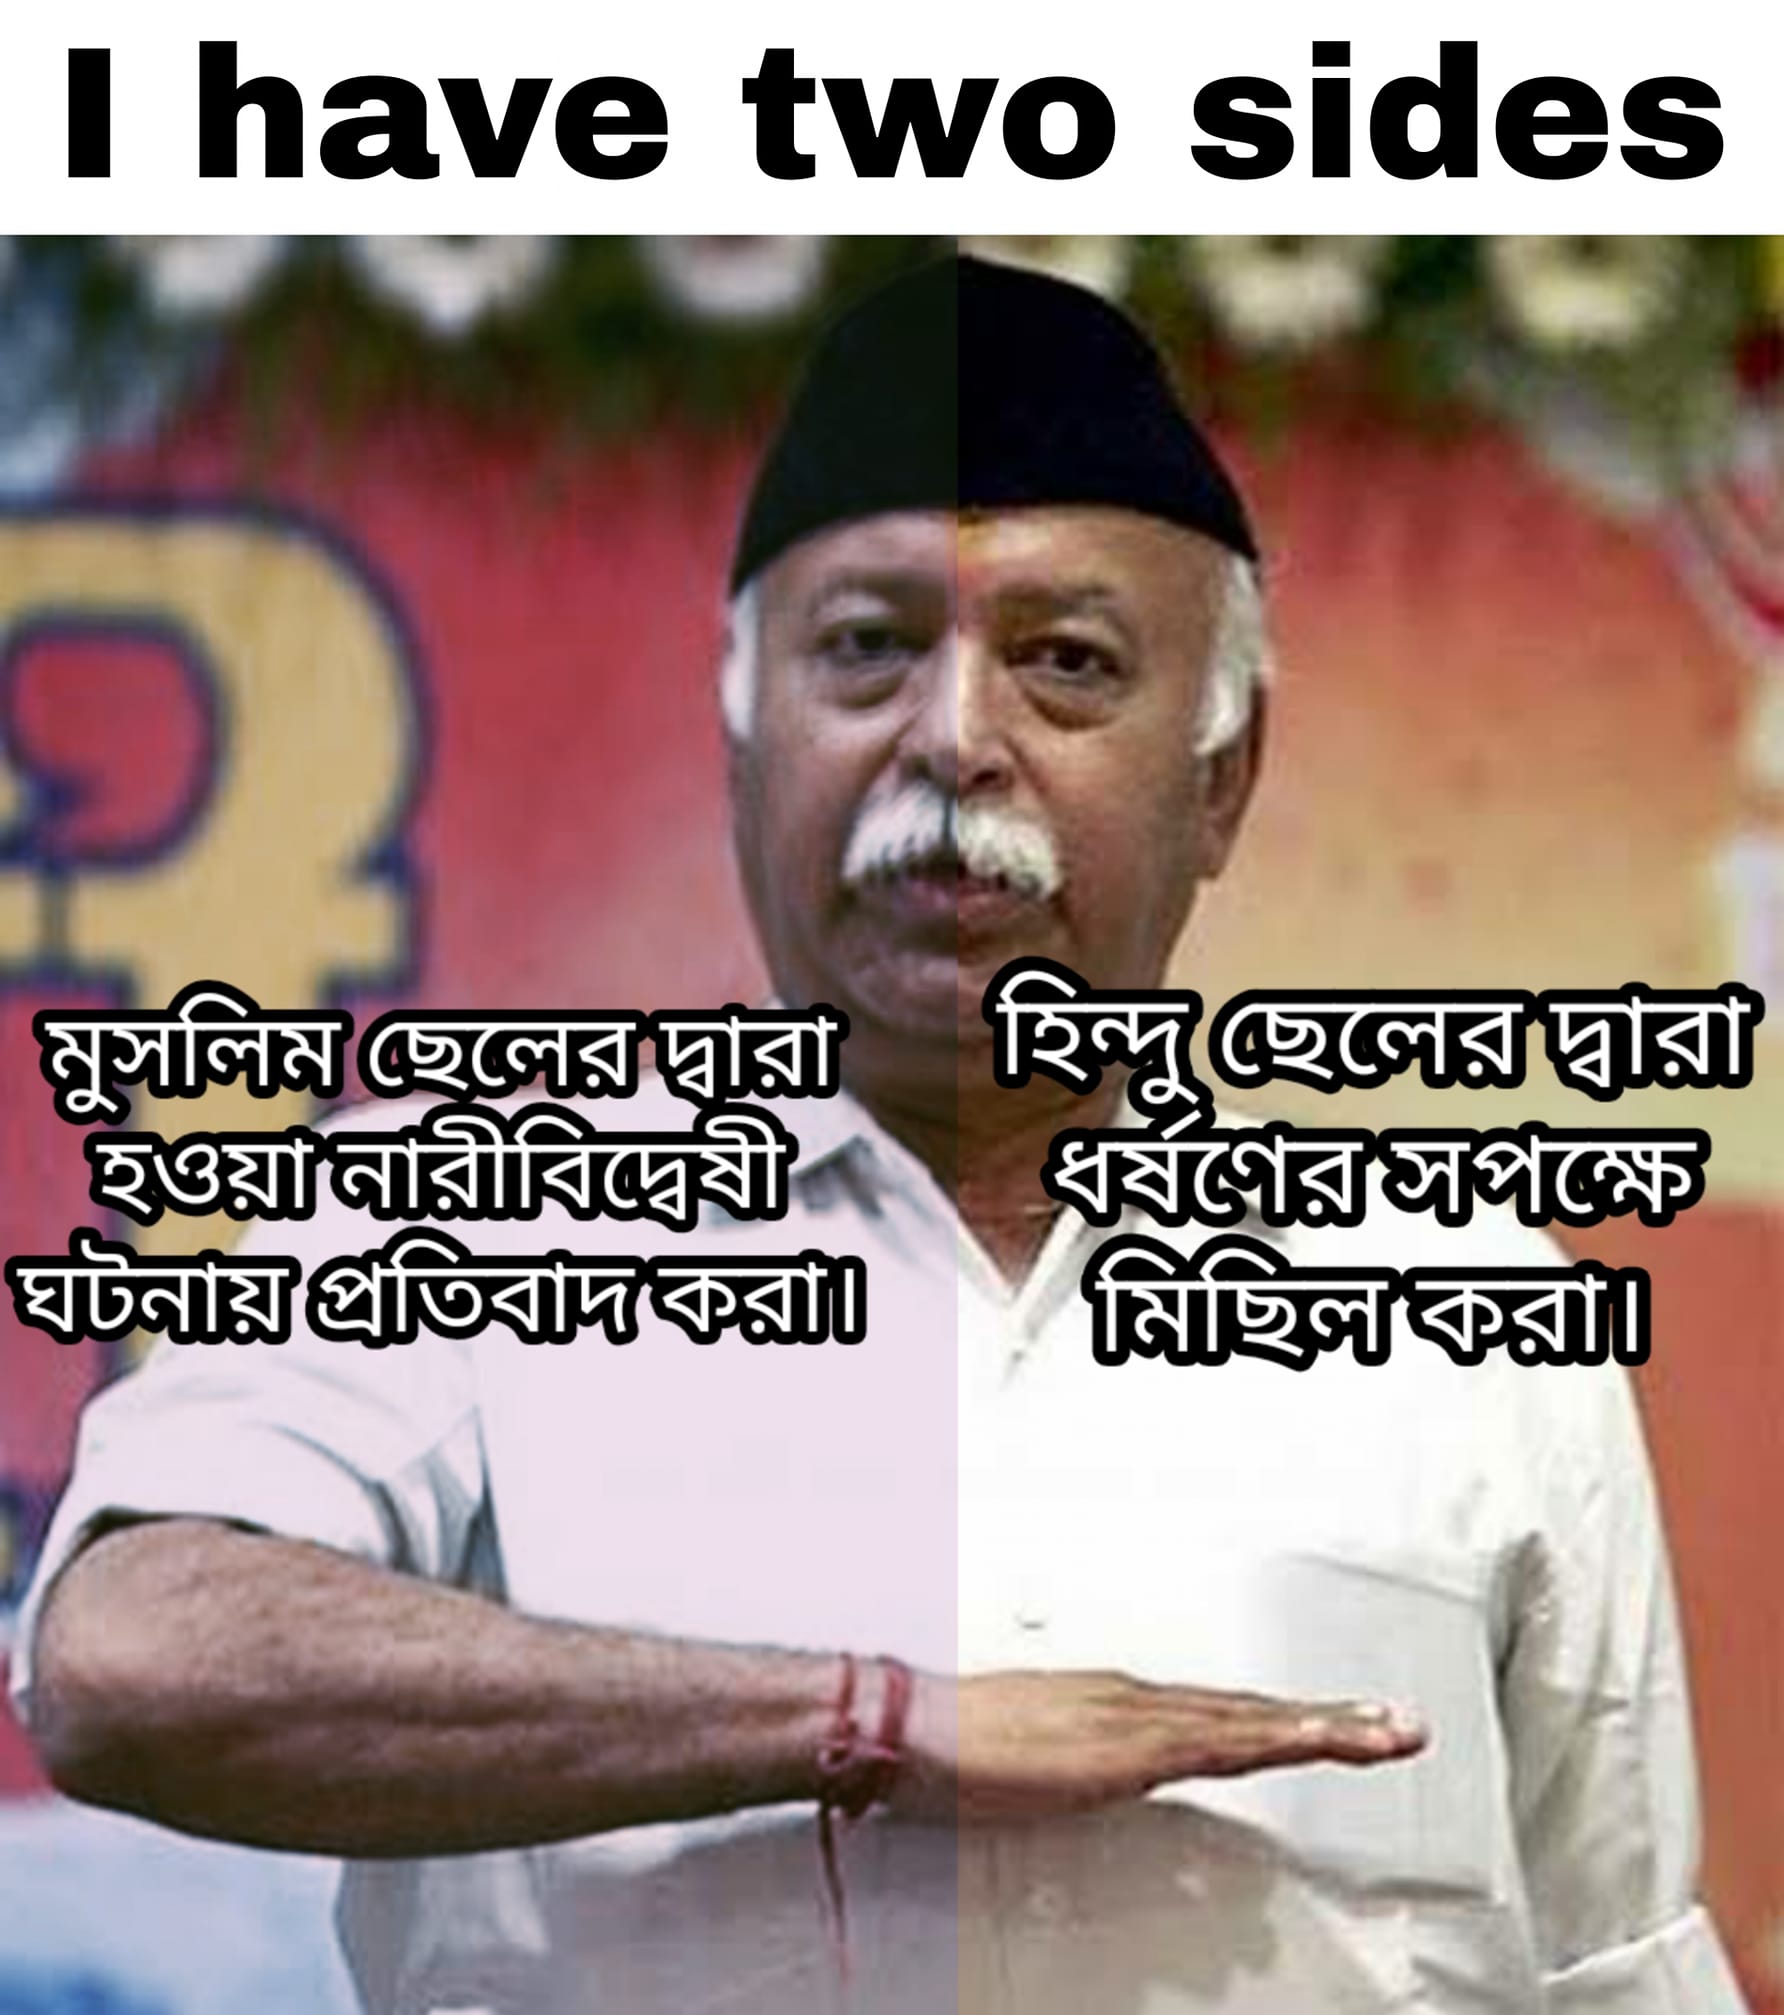 I have two sides
মুসলিম ছেলের দ্বারা
হওয়া নারীবিদ্বেষী
ঘটনায় প্রতিবাদ করা।
হিন্দু ছেলের দ্বারা
ধর্ষণের সপক্ষে
মিছিল করা।